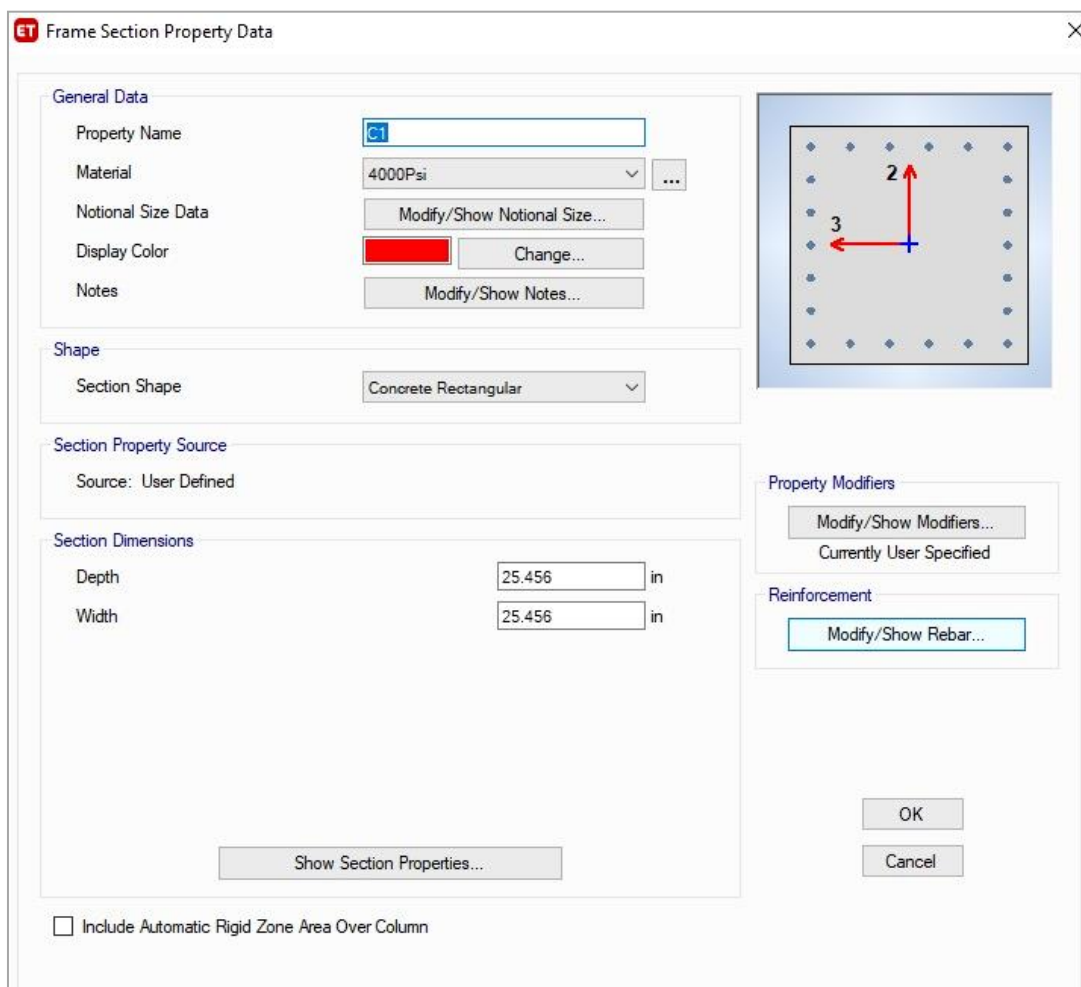 ET Frame Section Property Data
General Data
Property Name C1
Material 4000Psi ...
Notional Size Data Modify/Show Notional Size...
Display Color Change...
Notes Modify/Show Notes...
2
3
Shape
Section Shape Concrete Rectangular
Section Property Source
Source: User Defined
Property Modifiers
Modify/Show Modifiers...
Currently User Specified
Section Dimensions
Depth 25.456 in
Width 25.456 in
Reinforcement
Modify/Show Rebar...
Show Section Properties...
OK
Cancel
Include Automatic Rigid Zone Area Over Column